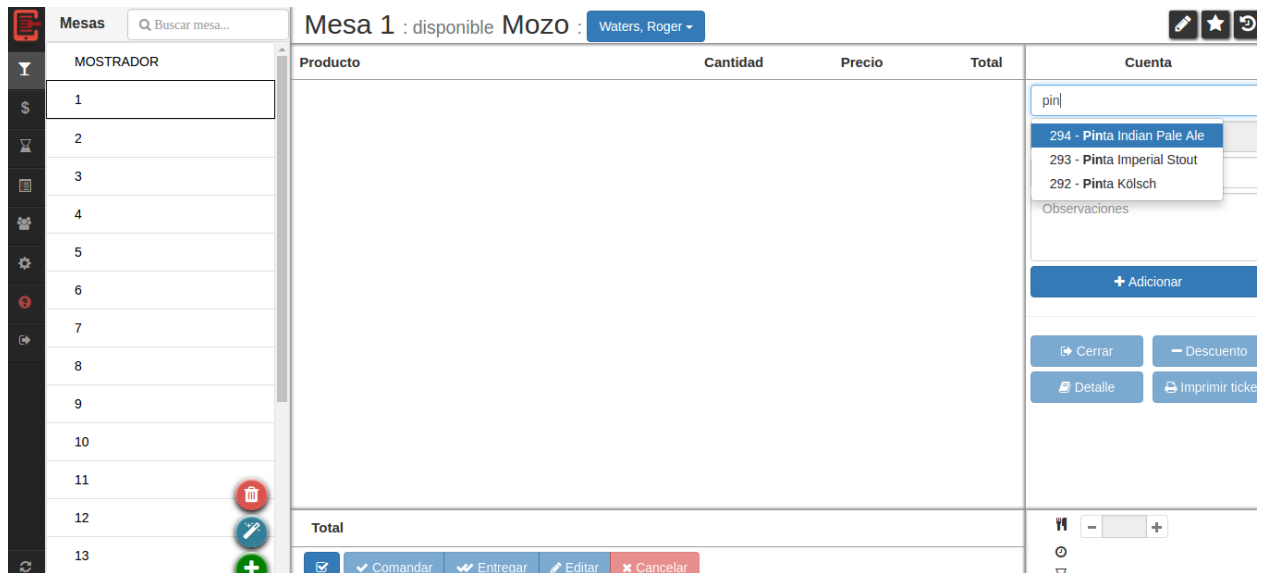 Mesas
Buscar mesa...
MOSTRADOR
1
2
3
4
5
6
7
8
9
10
11
12
13
Mesa 1 : disponible Mozo : Waters, Roger
Producto Cantidad Precio Total
Total
Comandar Entregar Editar Cancelar
Cuenta
pin
294 - Pinta Indian Pale Ale
293 - Pinta Imperial Stout
292 - Pinta Kölsch
Observaciones
Adicionar
Cerrar Descuento
Detalle Imprimir ticke